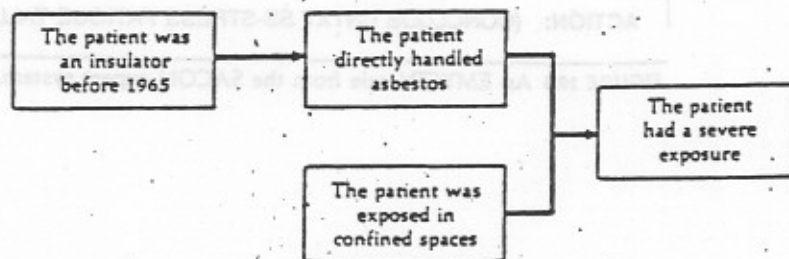 The patient was
an insulator
before 1965
The patient
directly handled
asbestos
The patient
had a severe
exposure
The patient was
exposed in
confined spaces